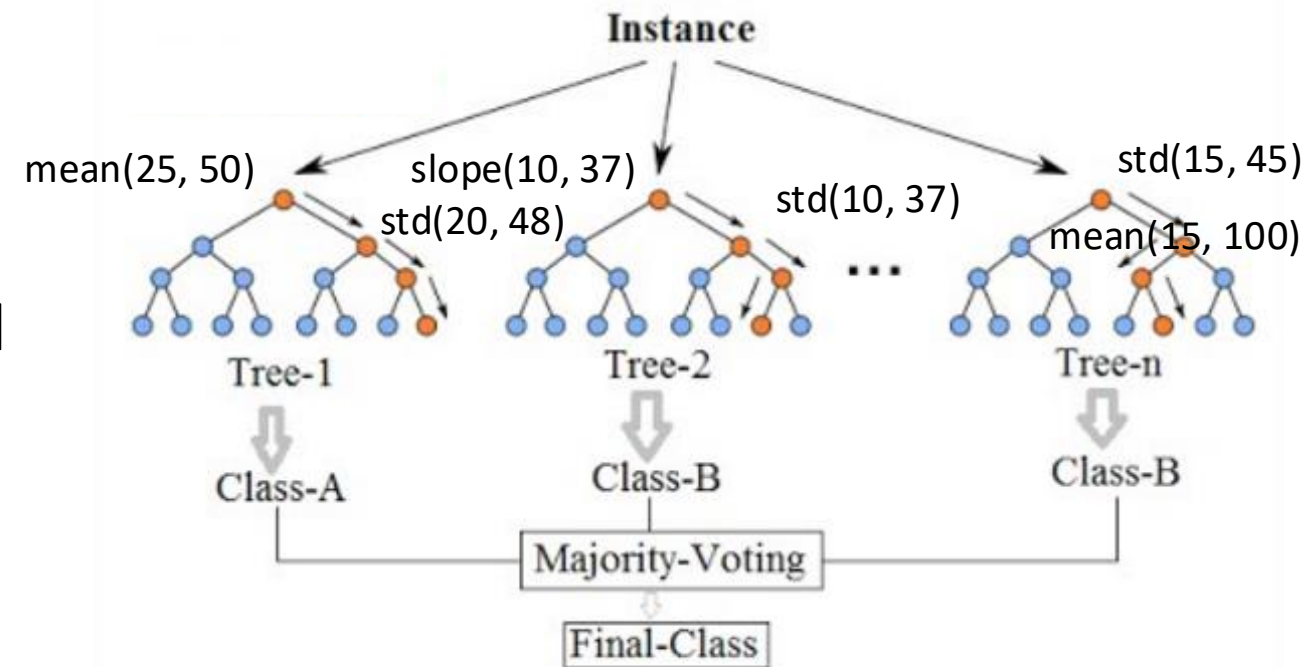 Instance
mean(25, 50)
slope(10, 37)
std(15, 45)
std(20, 48)
std(10, 37)
mean(15, 100)
...
Tree-1
Tree-2
Tree-n
Class-A
Class-B
Class-B
Majority-Voting
Final-Class